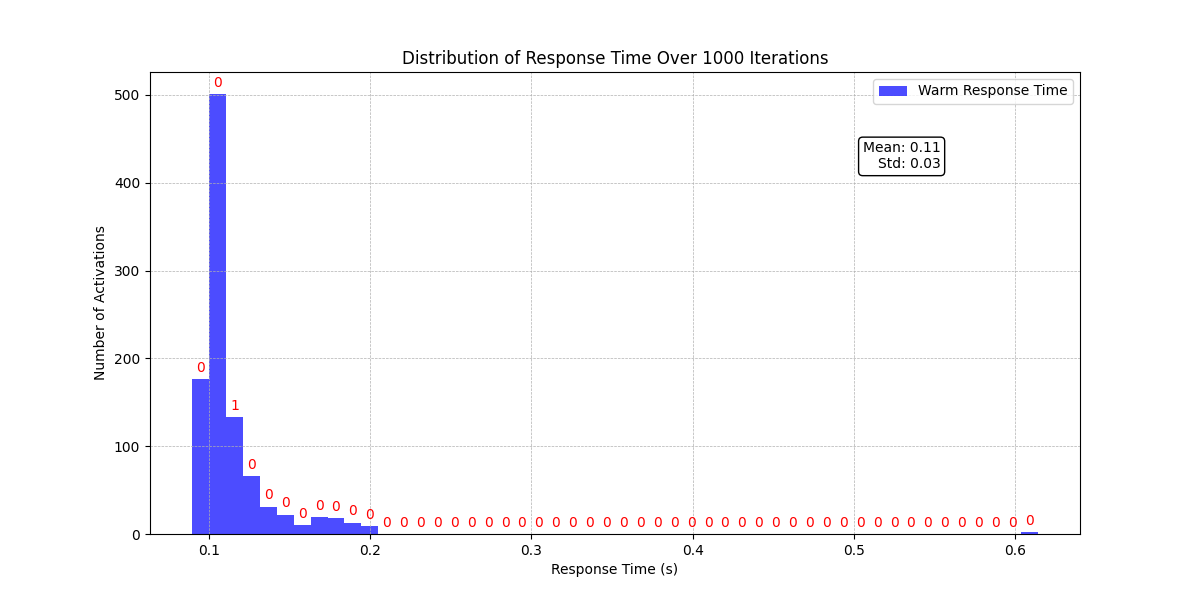 Distribution of Response Time Over 1000 Iterations
Warm Response Time
Mean: 0.11
Std: 0.03
Number of Activations
500
400
300
200
100
0
0
0
1
0
0
0
0
0
0
0
0
0 0 0 0 0 0 0 0 0 0 0 0 0 0 0 0 0 0 0 0 0 0 0 0 0 0 0 0 0 0 0 0 0 0 0 0 0 0
0
0.1 0.2 0.3 0.4 0.5 0.6
Response Time (s)